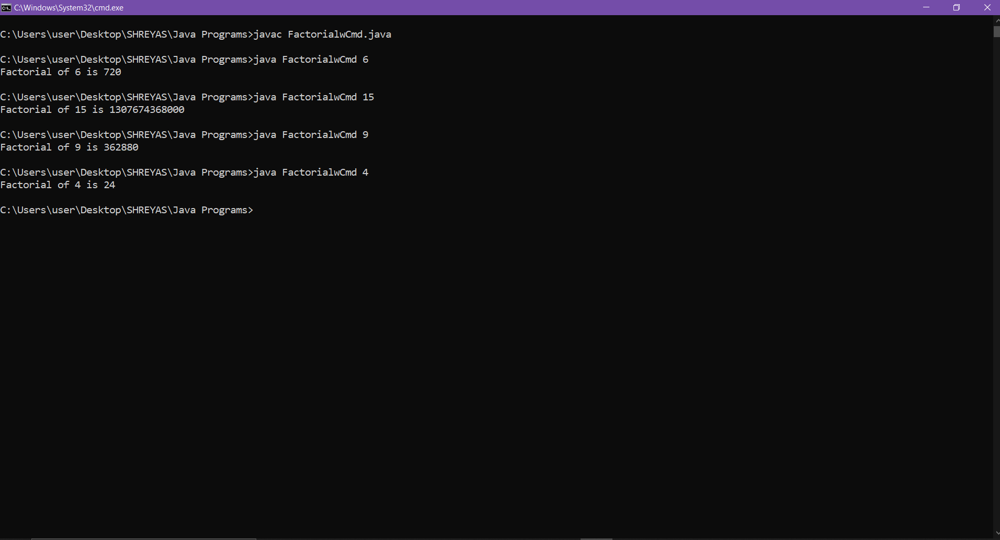 C:\Windows\System32\cmd.exe
C:\Users\user\Desktop\SHREYAS\Java Programs>javac FactorialwCmd.java
C:\Users\user\Desktop\SHREYAS\Java Programs>java FactorialwCmd 6
Factorial of 6 is 720
C:\Users\user\Desktop\SHREYAS\Java Programs>java FactorialwCmd 15
Factorial of 15 is 1307674368000
C:\Users\user\Desktop\SHREYAS\Java Programs>java FactorialwCmd 9
Factorial of 9 is 362880
C:\Users\user\Desktop\SHREYAS\Java Programs>java FactorialwCmd 4
Factorial of 4 is 24
C:\Users\user\Desktop\SHREYAS\Java Programs>